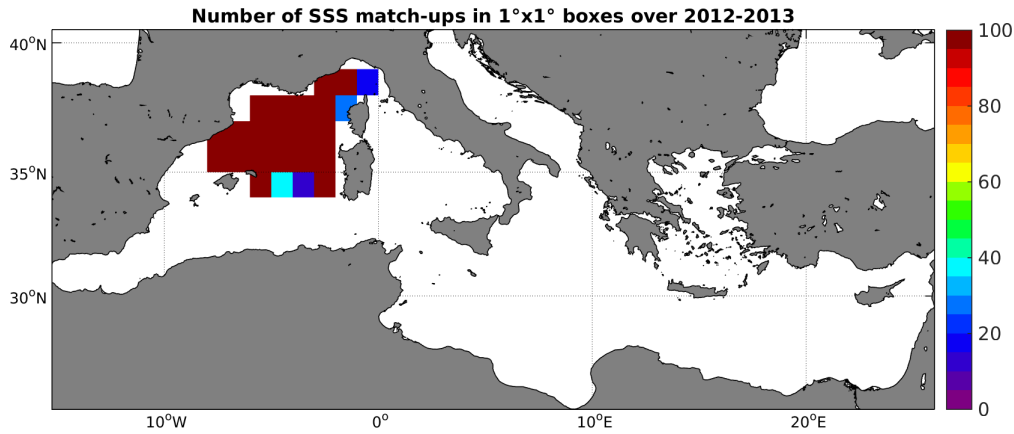 Number of SSS match-ups in 1°x1° boxes over 2012-2013
40°N
35°N
30°N
10°W
0°
10°E
20°E
100
80
60
40
20
0